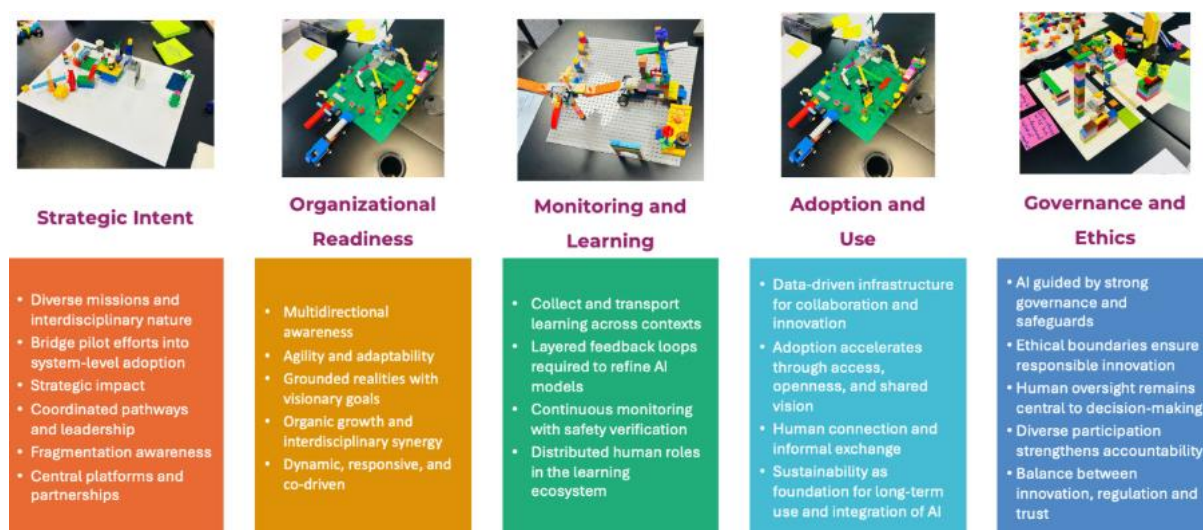 Strategic Intent
• Diverse missions and
interdisciplinary nature
• Bridge pilot efforts into
system-level adoption
• Strategic impact
• Coordinated pathways
and leadership
• Fragmentation awareness
• Central platforms and
partnerships
Organizational
Readiness
• Multidirectional
awareness
• Agility and adaptability
• Grounded realities with
visionary goals
• Organic growth and
interdisciplinary synergy
• Dynamic, responsive, and
co-driven
Monitoring and
Learning
• Collect and transport
learning across contexts
• Layered feedback loops
required to refine AI
models
• Continuous monitoring
with safety verification
• Distributed human roles
in the learning
ecosystem
Adoption and
Use
• Data-driven infrastructure
for collaboration and
innovation
• Adoption accelerates
through access,
openness, and shared
vision
• Human connection and
informal exchange
• Sustainability as
foundation for long-term
use and integration of AI
Governance and
Ethics
• AI guided by strong
governance and
safeguards
• Ethical boundaries ensure
responsible innovation
• Human oversight remains
central to decision-making
• Diverse participation
strengthens accountability
• Balance between
innovation, regulation and
trust